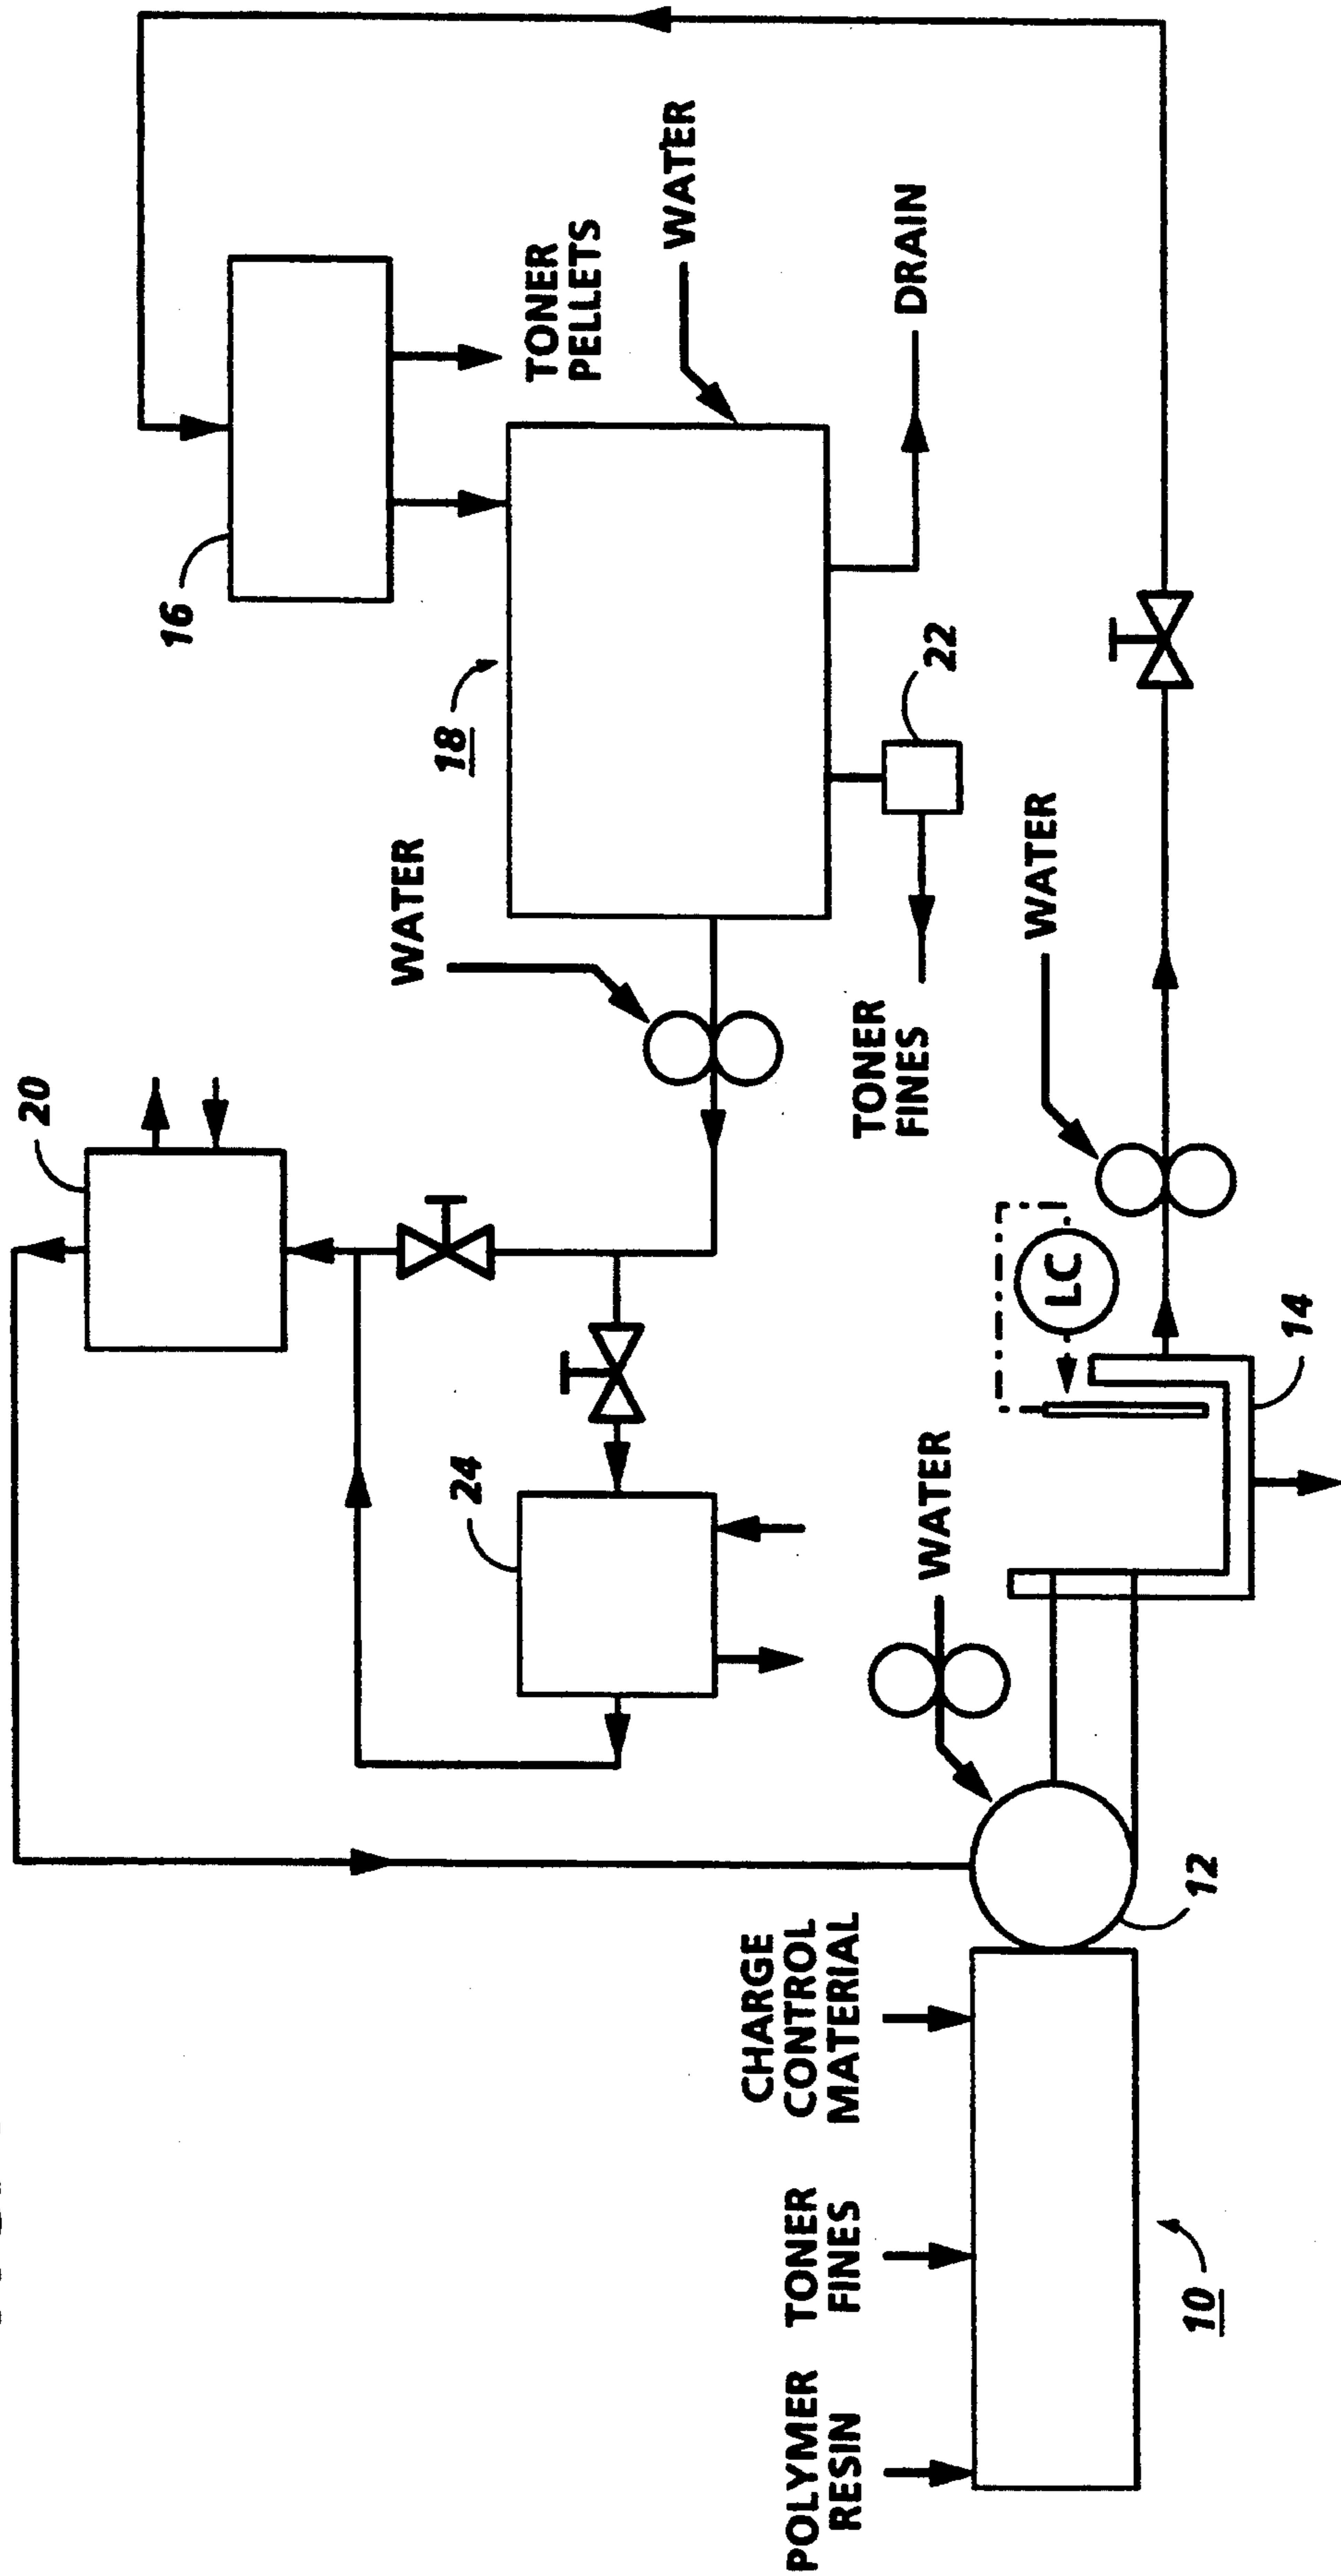 20
WATER
16
TONER
PELLETS
18
WATER
24
TONER
FINES
22
DRAIN
CHARGE
CONTROL
MATERIAL
WATER
WATER
LC
POLYMER
RESIN
TONER
FINES
10
12
14